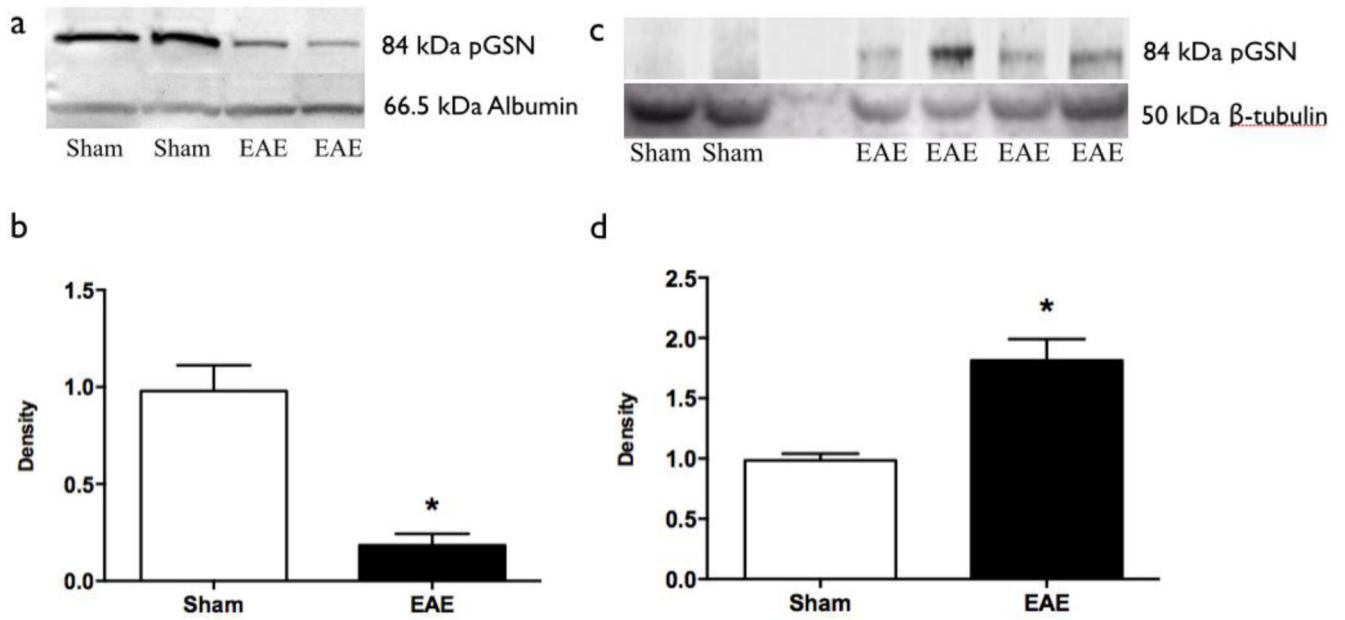 a
84 kDa pGSN
66.5 kDa Albumin
Sham Sham EAE EAE
c
84 kDa pGSN
50 kDa β-tubulin
Sham Sham EAE EAE EAE EAE
b
1.5
1.0
0.5
0.0
Density
*
Sham EAE
d
2.5
2.0
1.5
1.0
0.5
0.0
Density
*
Sham EAE